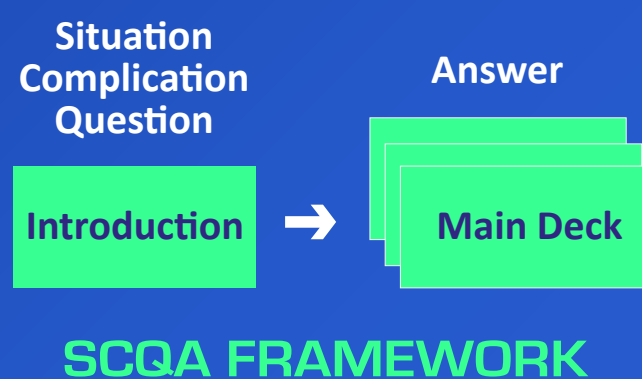 Situation
Complication
Question
Introduction
Answer
Main Deck
SCQA FRAMEWORK